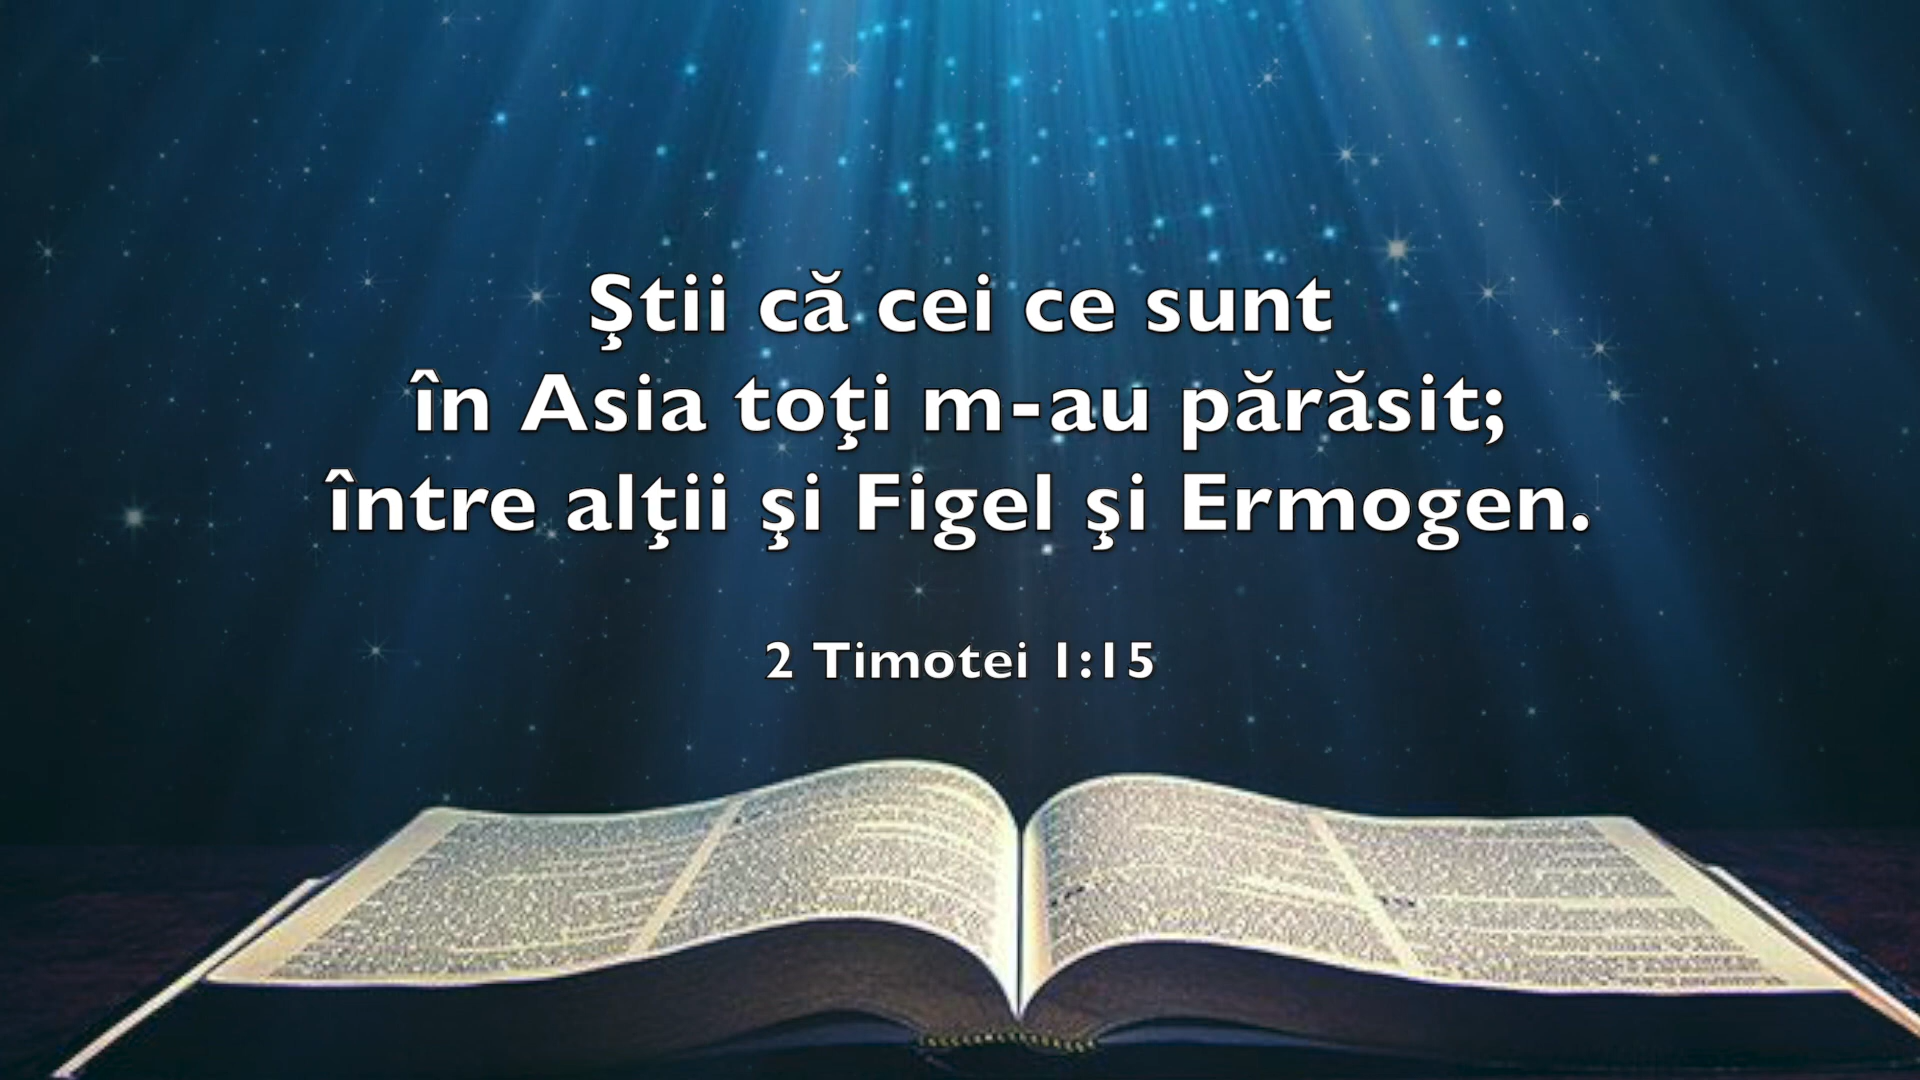 Ştii că cei ce sunt
în Asia toţi m-au părăsit;
între alţii şi Figel şi Ermogen.
2 Timotei 1:15